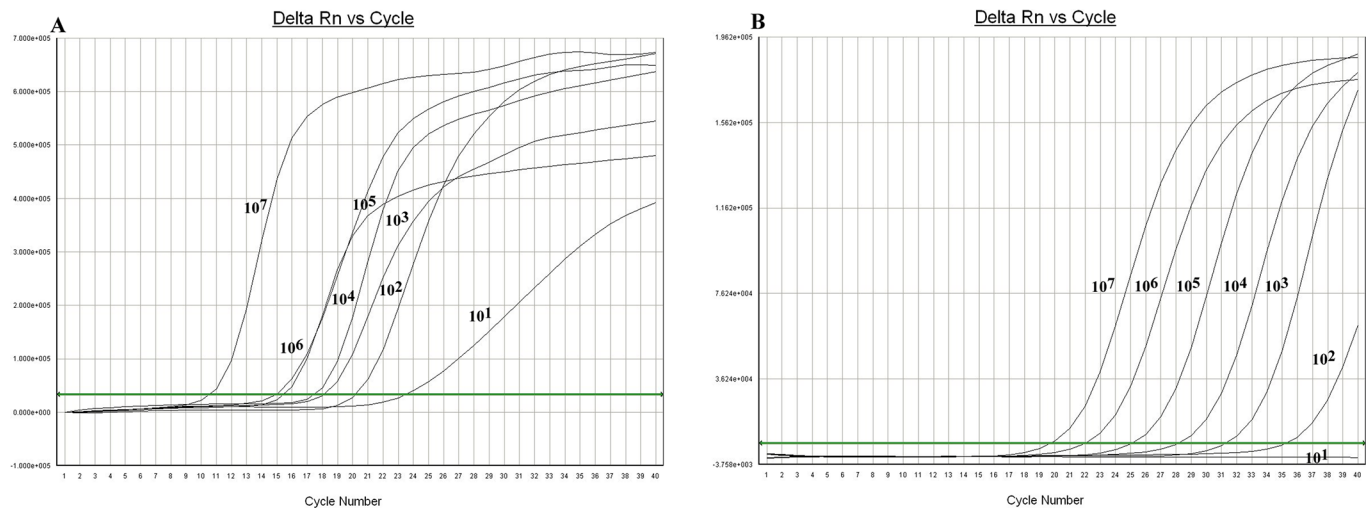 A
Delta Rn vs Cycle
7.000e+005
6.000e+005
5.000e+005
4.000e+005
3.000e+005
2.000e+005
1.000e+005
0.000e+000
-1.000e+005
10⁷
10⁵
10³
10²
10⁴
10¹
10⁶
1 2 3 4 5 6 7 8 9 10 11 12 13 14 15 16 17 18 19 20 21 22 23 24 25 26 27 28 29 30 31 32 33 34 35 36 37 38 39 40
Cycle Number
B
Delta Rn vs Cycle
1.962e+005
1.562e+005
1.162e+005
7.624e+004
3.624e+004
-3.758e+003
10⁷
10⁶
10⁵
10⁴
10³
10²
10¹
1 2 3 4 5 6 7 8 9 10 11 12 13 14 15 16 17 18 19 20 21 22 23 24 25 26 27 28 29 30 31 32 33 34 35 36 37 38 39 40
Cycle Number